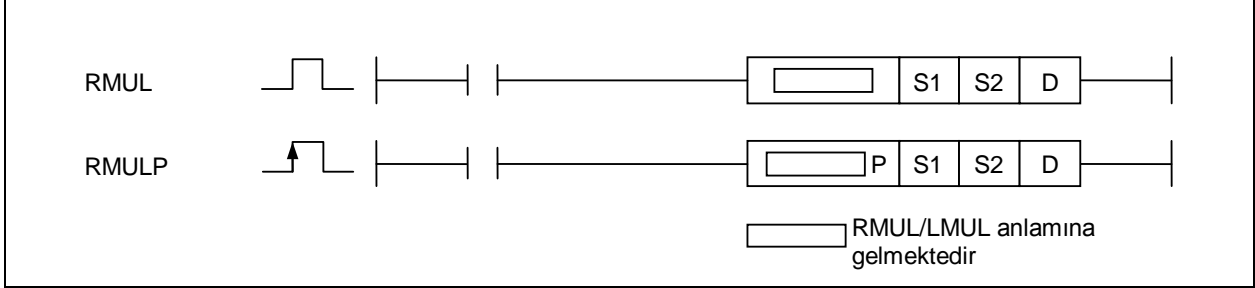 RMUL S1 S2 D
RMULP P S1 S2 D
RMUL/LMUL anlamına
gelmektedir